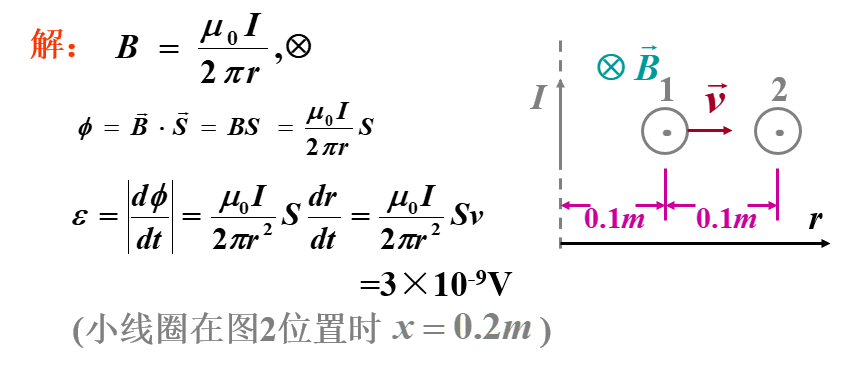 解: B = μ₀I / 2πr , ⊗
ϕ = B⃗ · S⃗ = BS = μ₀I / 2πr S
ε = |dϕ / dt| = μ₀I / 2πr² S dr / dt = μ₀I / 2πr² Sv
=3×10⁻⁹V
(小线圈在图2位置时 x = 0.2m )
⊗ B⃗
I
1
v⃗
2
0.1m
0.1m
r